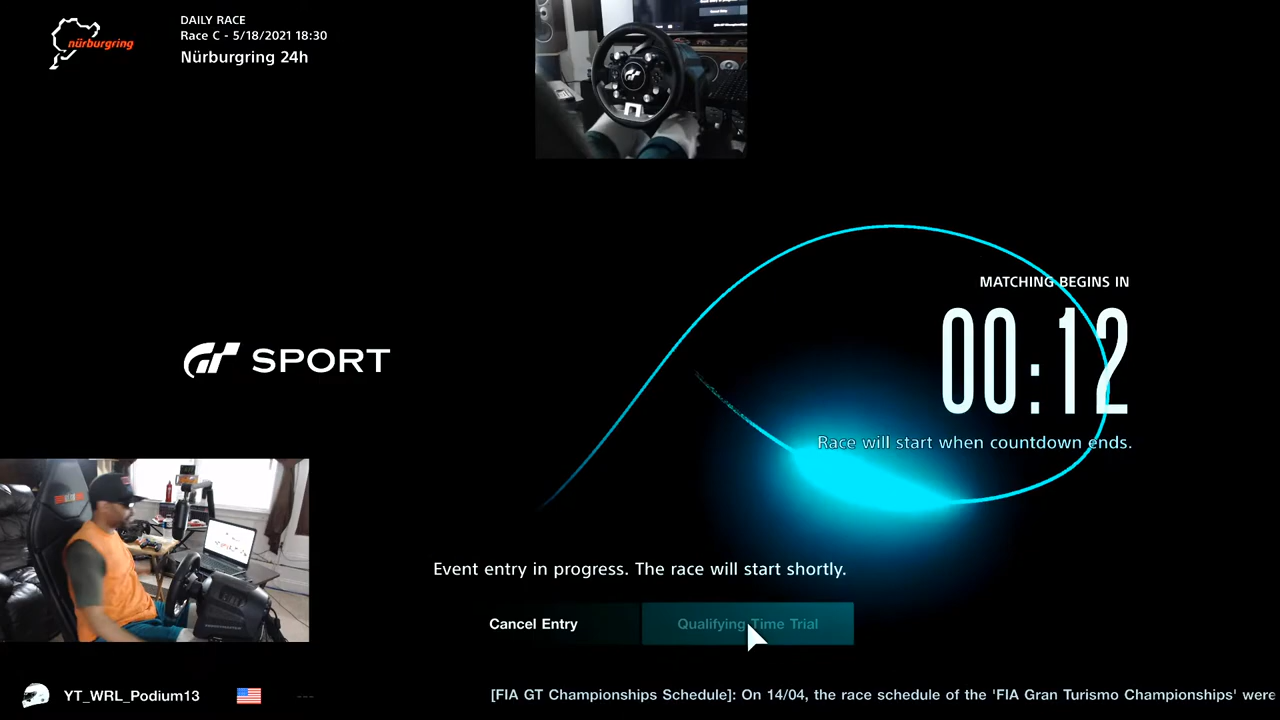 nürburgring
DAILY RACE
Race C - 5/18/2021 18:30
Nürburgring 24h
MATCHING BEGINS IN
00:12
Race will start when countdown ends.
GT SPORT
Event entry in progress. The race will start shortly.
Cancel Entry
Qualifying Time Trial
YT_WRL_Podium13
---
[FIA GT Championships Schedule]: On 14/04, the race schedule of the 'FIA Gran Turismo Championships' were